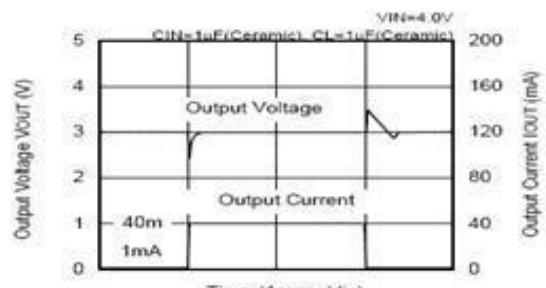 VIN=4.0V
CIN=1uF(Ceramic), CL=1uF(Ceramic)
Output Voltage VOUT (V)
5
4
3
2
1
0
Output Voltage
Output Current
40m
1mA
200
160
120
80
40
0
Output Current IOUT (mA)